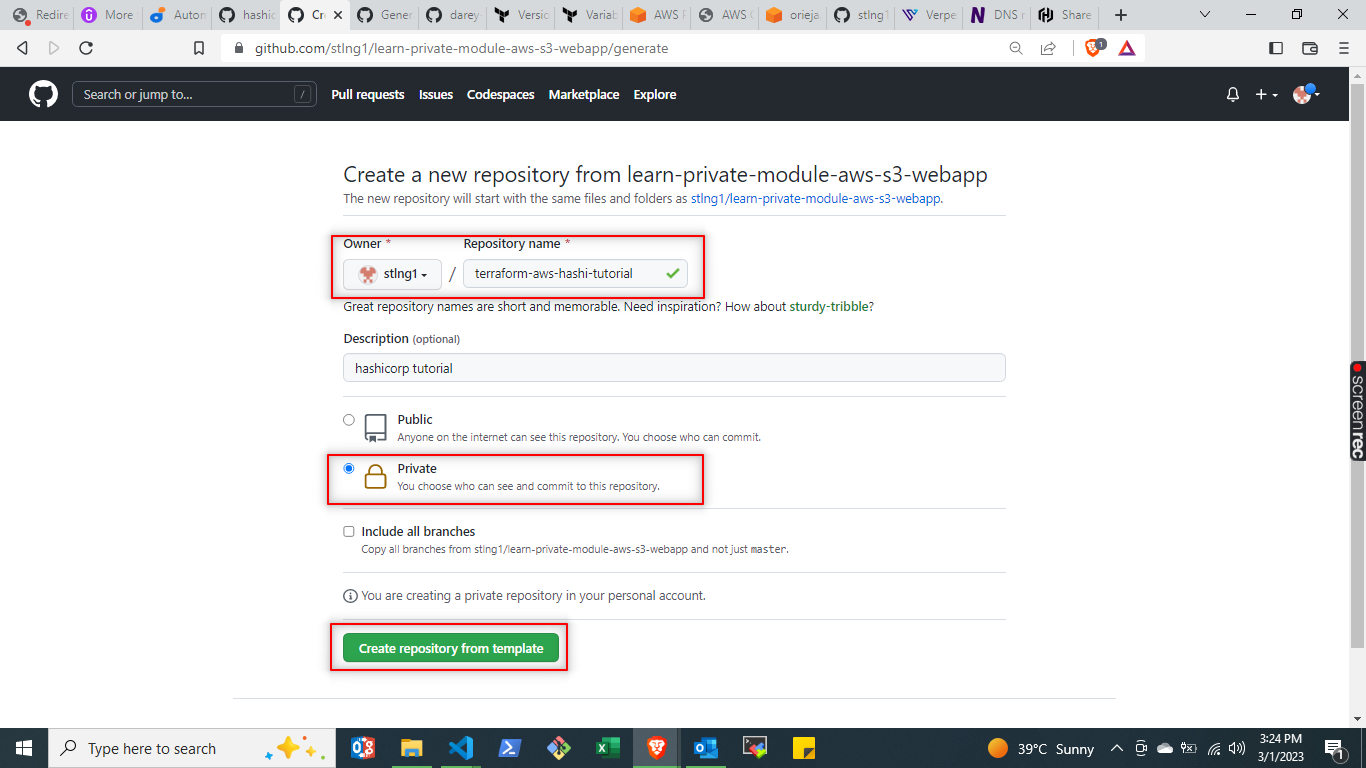 Redire
More
Auton
hashic
Cr
Gener
darey
Versio
Variab
AWS F
AWS C
orieja
stlng1
Verpe
DNS r
Share
github.com/stlng1/learn-private-module-aws-s3-webapp/generate
1
Search or jump to...
/
Pull requests
Issues
Codespaces
Marketplace
Explore
Create a new repository from learn-private-module-aws-s3-webapp
The new repository will start with the same files and folders as stlng1/learn-private-module-aws-s3-webapp.
Owner *
Repository name *
stlng1
/
terraform-aws-hashi-tutorial
Great repository names are short and memorable. Need inspiration? How about sturdy-tribble?
Description (optional)
hashicorp tutorial
Public
Anyone on the internet can see this repository. You choose who can commit.
Private
You choose who can see and commit to this repository.
Include all branches
Copy all branches from stlng1/learn-private-module-aws-s3-webapp and not just master.
You are creating a private repository in your personal account.
Create repository from template
screenrec
Type here to search
39°C Sunny
3:24 PM
3/1/2023
1